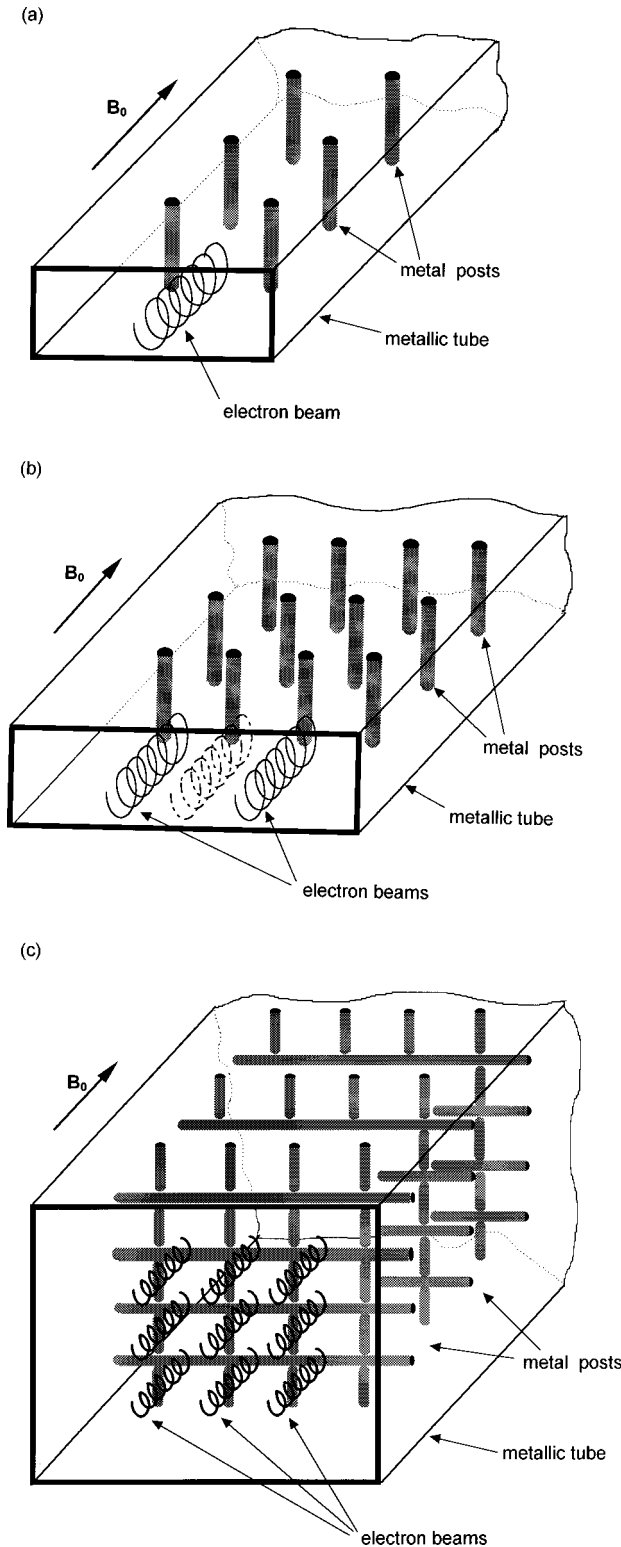 (a)
B0
metal posts
metallic tube
electron beam
(b)
B0
metal posts
metallic tube
electron beams
(c)
B0
metal posts
metallic tube
electron beams